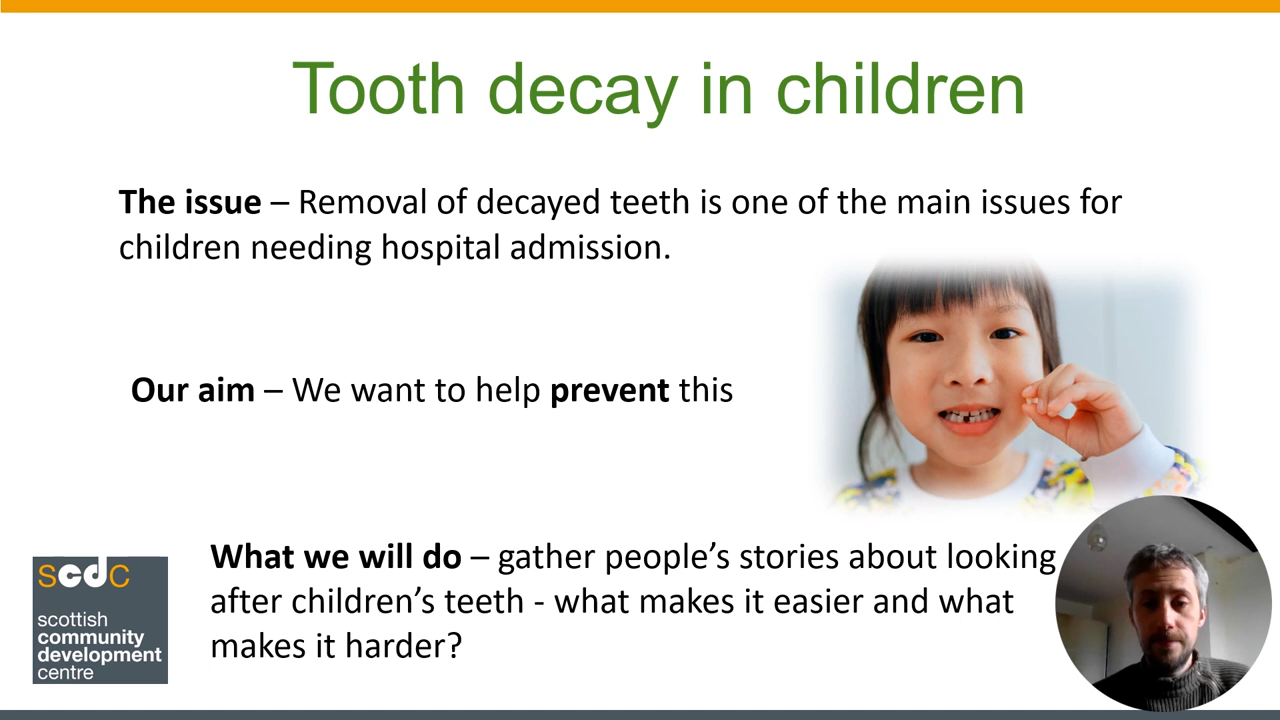 Tooth decay in children
The issue – Removal of decayed teeth is one of the main issues for
children needing hospital admission.
Our aim – We want to help prevent this
What we will do – gather people’s stories about looking
after children’s teeth - what makes it easier and what
makes it harder?
scdc
scottish
community
development
centre